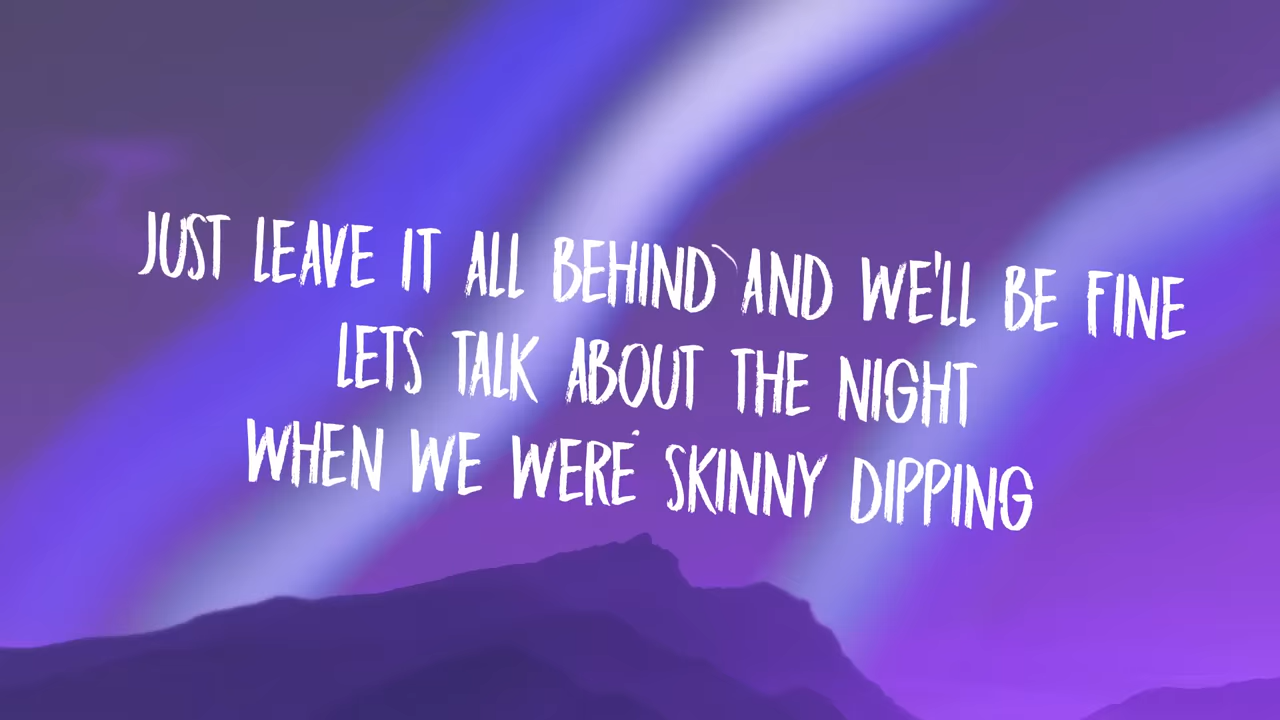 JUST LEAVE IT ALL BEHIND AND WE'LL BE FINE
LETS TALK ABOUT THE NIGHT
WHEN WE WERE SKINNY DIPPING